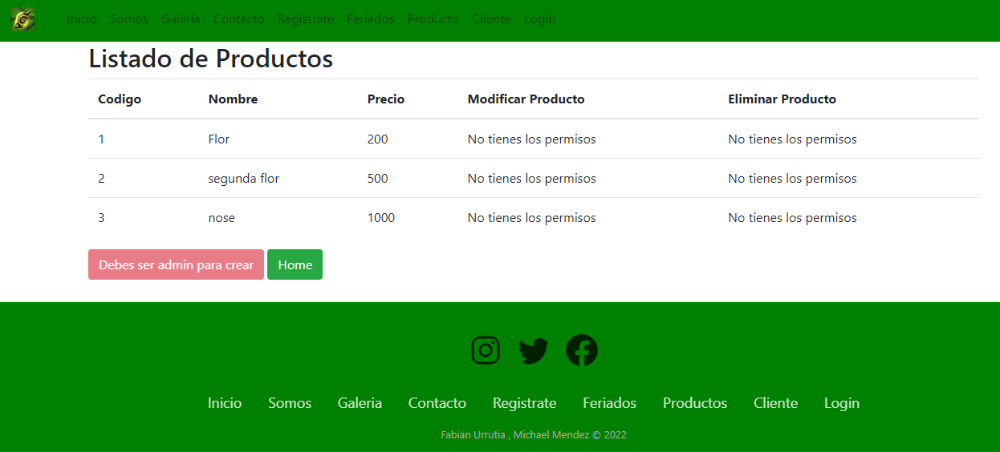 Inicio Somos Galeria Contacto Registrate Feriados Producto Cliente Login
Listado de Productos
Codigo Nombre Precio Modificar Producto Eliminar Producto
1 Flor 200 No tienes los permisos No tienes los permisos
2 segunda flor 500 No tienes los permisos No tienes los permisos
3 nose 1000 No tienes los permisos No tienes los permisos
Debes ser admin para crear Home
Inicio Somos Galeria Contacto Registrate Feriados Productos Cliente Login
Fabian Urrutia , Michael Mendez © 2022